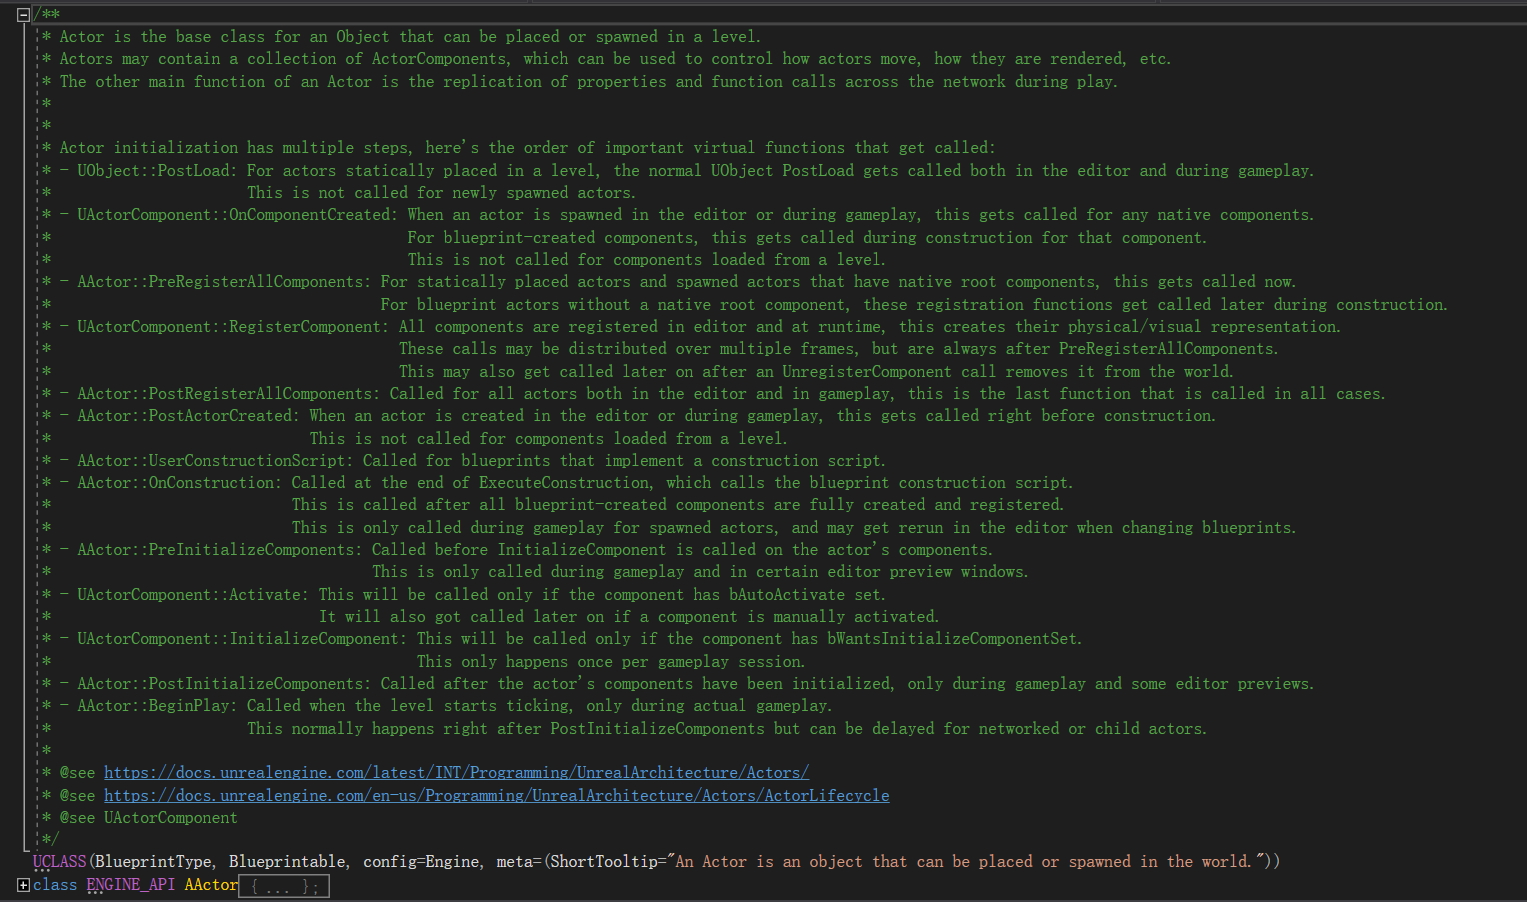 /**
* Actor is the base class for an Object that can be placed or spawned in a level.
* Actors may contain a collection of ActorComponents, which can be used to control how actors move, how they are rendered, etc.
* The other main function of an Actor is the replication of properties and function calls across the network during play.
*
*
* Actor initialization has multiple steps, here's the order of important virtual functions that get called:
* - UObject::PostLoad: For actors statically placed in a level, the normal UObject PostLoad gets called both in the editor and during gameplay.
* This is not called for newly spawned actors.
* - UActorComponent::OnComponentCreated: When an actor is spawned in the editor or during gameplay, this gets called for any native components.
* For blueprint-created components, this gets called during construction for that component.
* This is not called for components loaded from a level.
* - AActor::PreRegisterAllComponents: For statically placed actors and spawned actors that have native root components, this gets called now.
* For blueprint actors without a native root component, these registration functions get called later during construction.
* - UActorComponent::RegisterComponent: All components are registered in editor and at runtime, this creates their physical/visual representation.
* These calls may be distributed over multiple frames, but are always after PreRegisterAllComponents.
* This may also get called later on after an UnregisterComponent call removes it from the world.
* - AActor::PostRegisterAllComponents: Called for all actors both in the editor and in gameplay, this is the last function that is called in all cases.
* - AActor::PostActorCreated: When an actor is created in the editor or during gameplay, this gets called right before construction.
* This is not called for components loaded from a level.
* - AActor::UserConstructionScript: Called for blueprints that implement a construction script.
* - AActor::OnConstruction: Called at the end of ExecuteConstruction, which calls the blueprint construction script.
* This is called after all blueprint-created components are fully created and registered.
* This is only called during gameplay for spawned actors, and may get rerun in the editor when changing blueprints.
* - AActor::PreInitializeComponents: Called before InitializeComponent is called on the actor's components.
* This is only called during gameplay and in certain editor preview windows.
* - UActorComponent::Activate: This will be called only if the component has bAutoActivate set.
* It will also got called later on if a component is manually activated.
* - UActorComponent::InitializeComponent: This will be called only if the component has bWantsInitializeComponentSet.
* This only happens once per gameplay session.
* - AActor::PostInitializeComponents: Called after the actor's components have been initialized, only during gameplay and some editor previews.
* - AActor::BeginPlay: Called when the level starts ticking, only during actual gameplay.
* This normally happens right after PostInitializeComponents but can be delayed for networked or child actors.
*
* @see https://docs.unrealengine.com/latest/INT/Programming/UnrealArchitecture/Actors/
* @see https://docs.unrealengine.com/en-us/Programming/UnrealArchitecture/Actors/ActorLifecycle
* @see UActorComponent
*/
UCLASS(BlueprintType, Blueprintable, config=Engine, meta=(ShortTooltip="An Actor is an object that can be placed or spawned in the world."))
class ENGINE_API AActor{ ... };